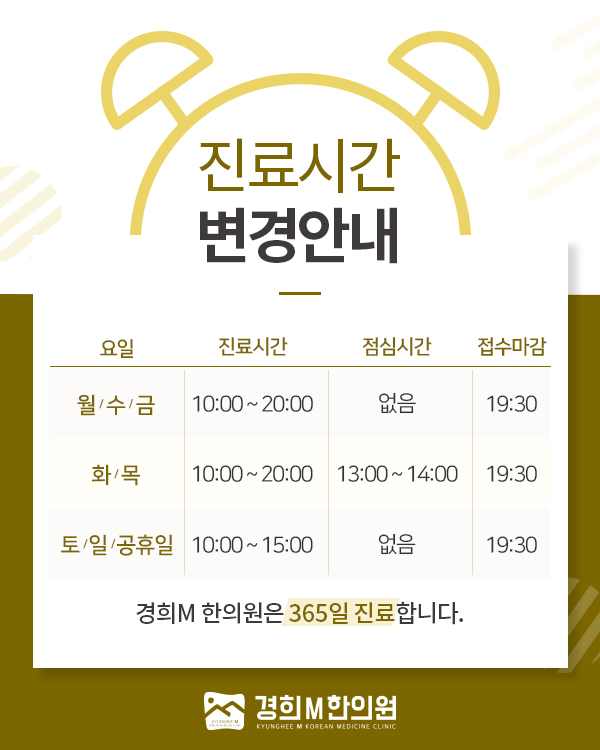 진료시간
변경안내
요일 진료시간 점심시간 접수마감
월/수/금 10:00~20:00 없음 19:30
화/목 10:00~20:00 13:00~14:00 19:30
토/일/공휴일 10:00~15:00 없음 19:30
경희M 한의원은 365일 진료합니다.
경희M한의원
KYUNGHEE M KOREAN MEDICINE CLINIC